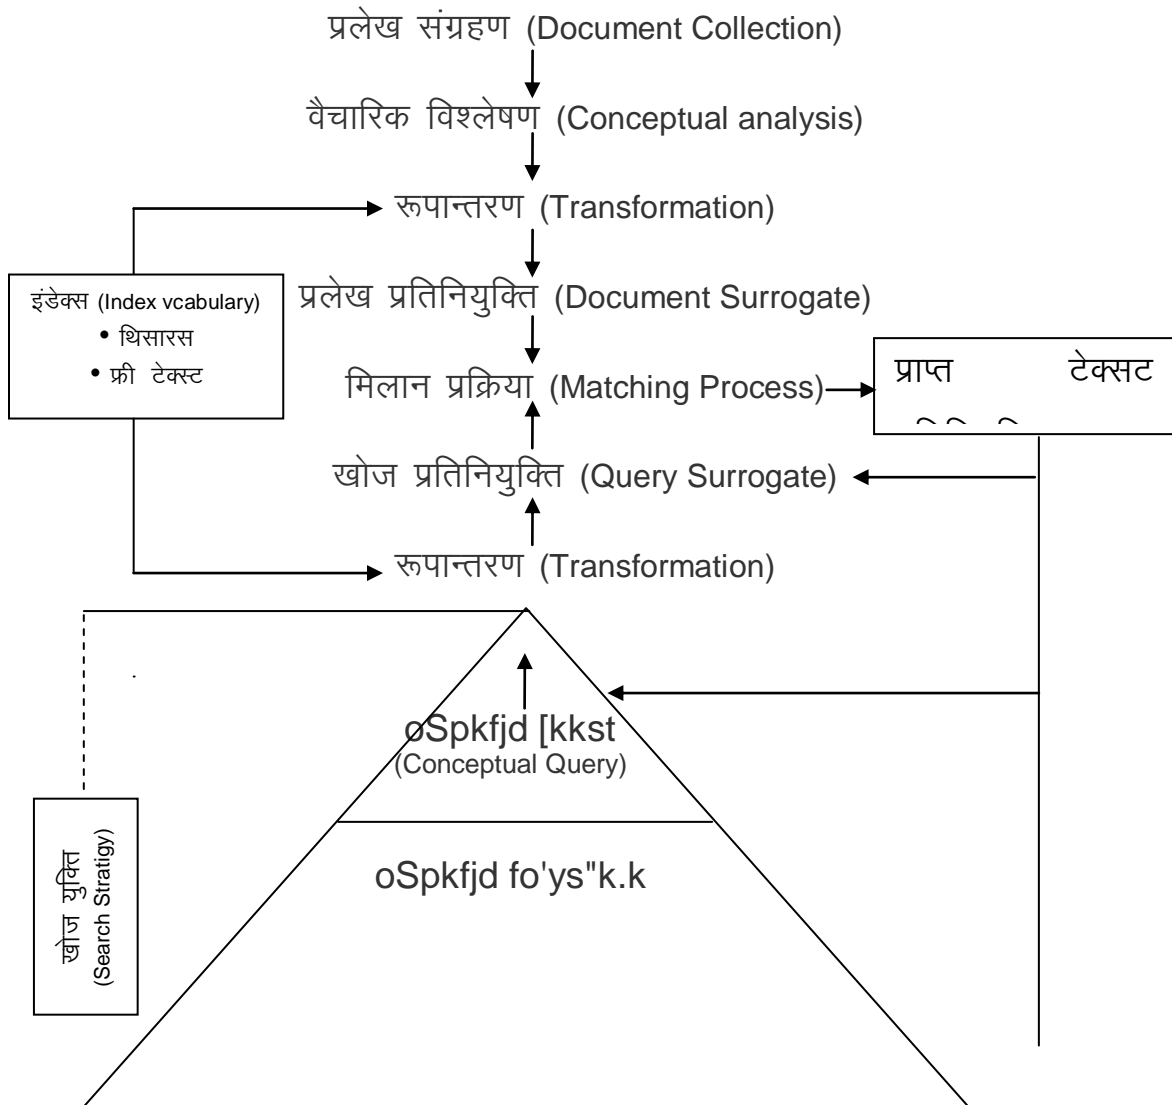 प्रलेख संग्रहण (Document Collection)
वैचारिक विश्लेषण (Conceptual analysis)
रूपान्तरण (Transformation)
इंडेक्स (Index vcabulary)
• थिसारस
• फ्री टेक्स्ट
प्रलेख प्रतिनियुक्ति (Document Surrogate)
मिलान प्रक्रिया (Matching Process)
प्राप्त टेक्सट
खोज प्रतिनियुक्ति (Query Surrogate)
रूपान्तरण (Transformation)
oSpkfjd [kkst
(Conceptual Query)
oSpkfjd fo'ys"k.k
खोज युक्ति
(Search Stratigy)